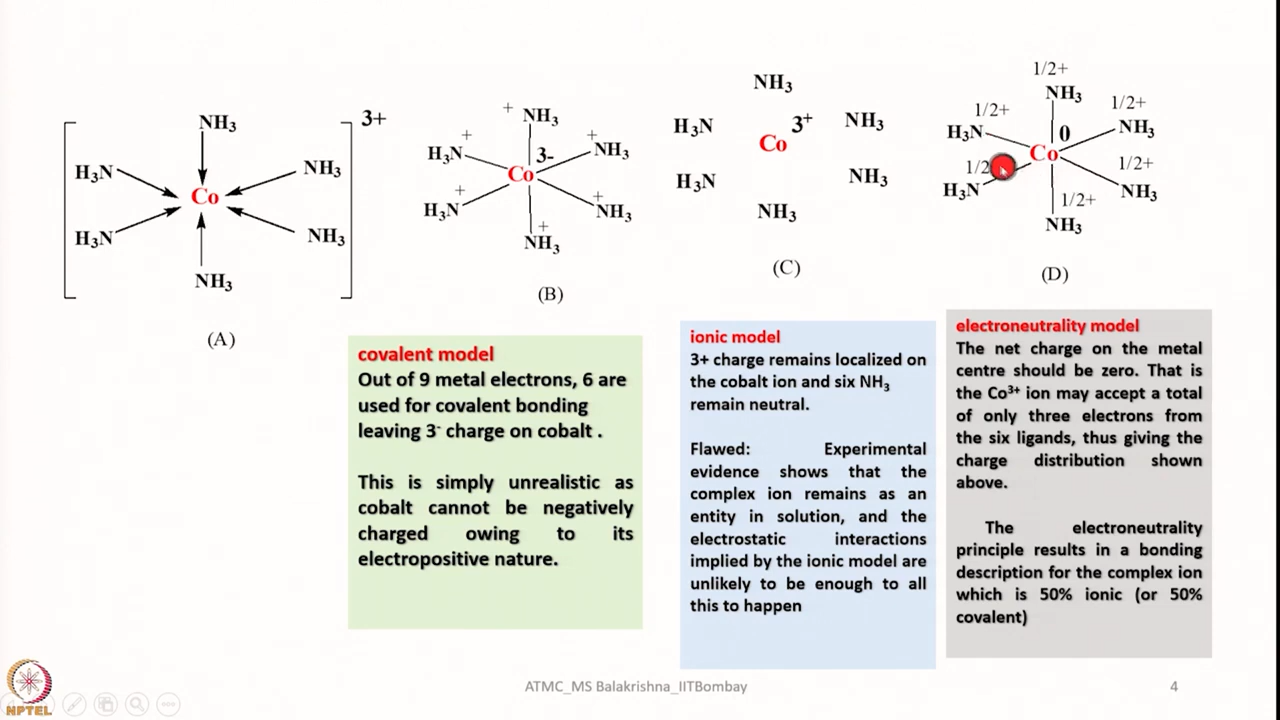 NH3
H3N
NH3
Co
H3N
NH3
NH3
3+
(A)
+
NH3
+
H3N
+
NH3
3-
Co
+
H3N
+
NH3
+
NH3
(B)
NH3
H3N
3+
NH3
Co
H3N
NH3
NH3
(C)
1/2+
NH3
1/2+
1/2+
H3N
0
NH3
Co
1/2
1/2+
H3N
NH3
1/2+
NH3
(D)
covalent model
Out of 9 metal electrons, 6 are
used for covalent bonding
leaving 3- charge on cobalt .
This is simply unrealistic as
cobalt cannot be negatively
charged owing to its
electropositive nature.
ionic model
3+ charge remains localized on
the cobalt ion and six NH3
remain neutral.
Flawed: Experimental
evidence shows that the
complex ion remains as an
entity in solution, and the
electrostatic interactions
implied by the ionic model are
unlikely to be enough to all
this to happen
electroneutrality model
The net charge on the metal
centre should be zero. That is
the Co3+ ion may accept a total
of only three electrons from
the six ligands, thus giving the
charge distribution shown
above.
The electroneutrality
principle results in a bonding
description for the complex ion
which is 50% ionic (or 50%
covalent)
NPTEL
ATMC_MS Balakrishna_IITBombay
4